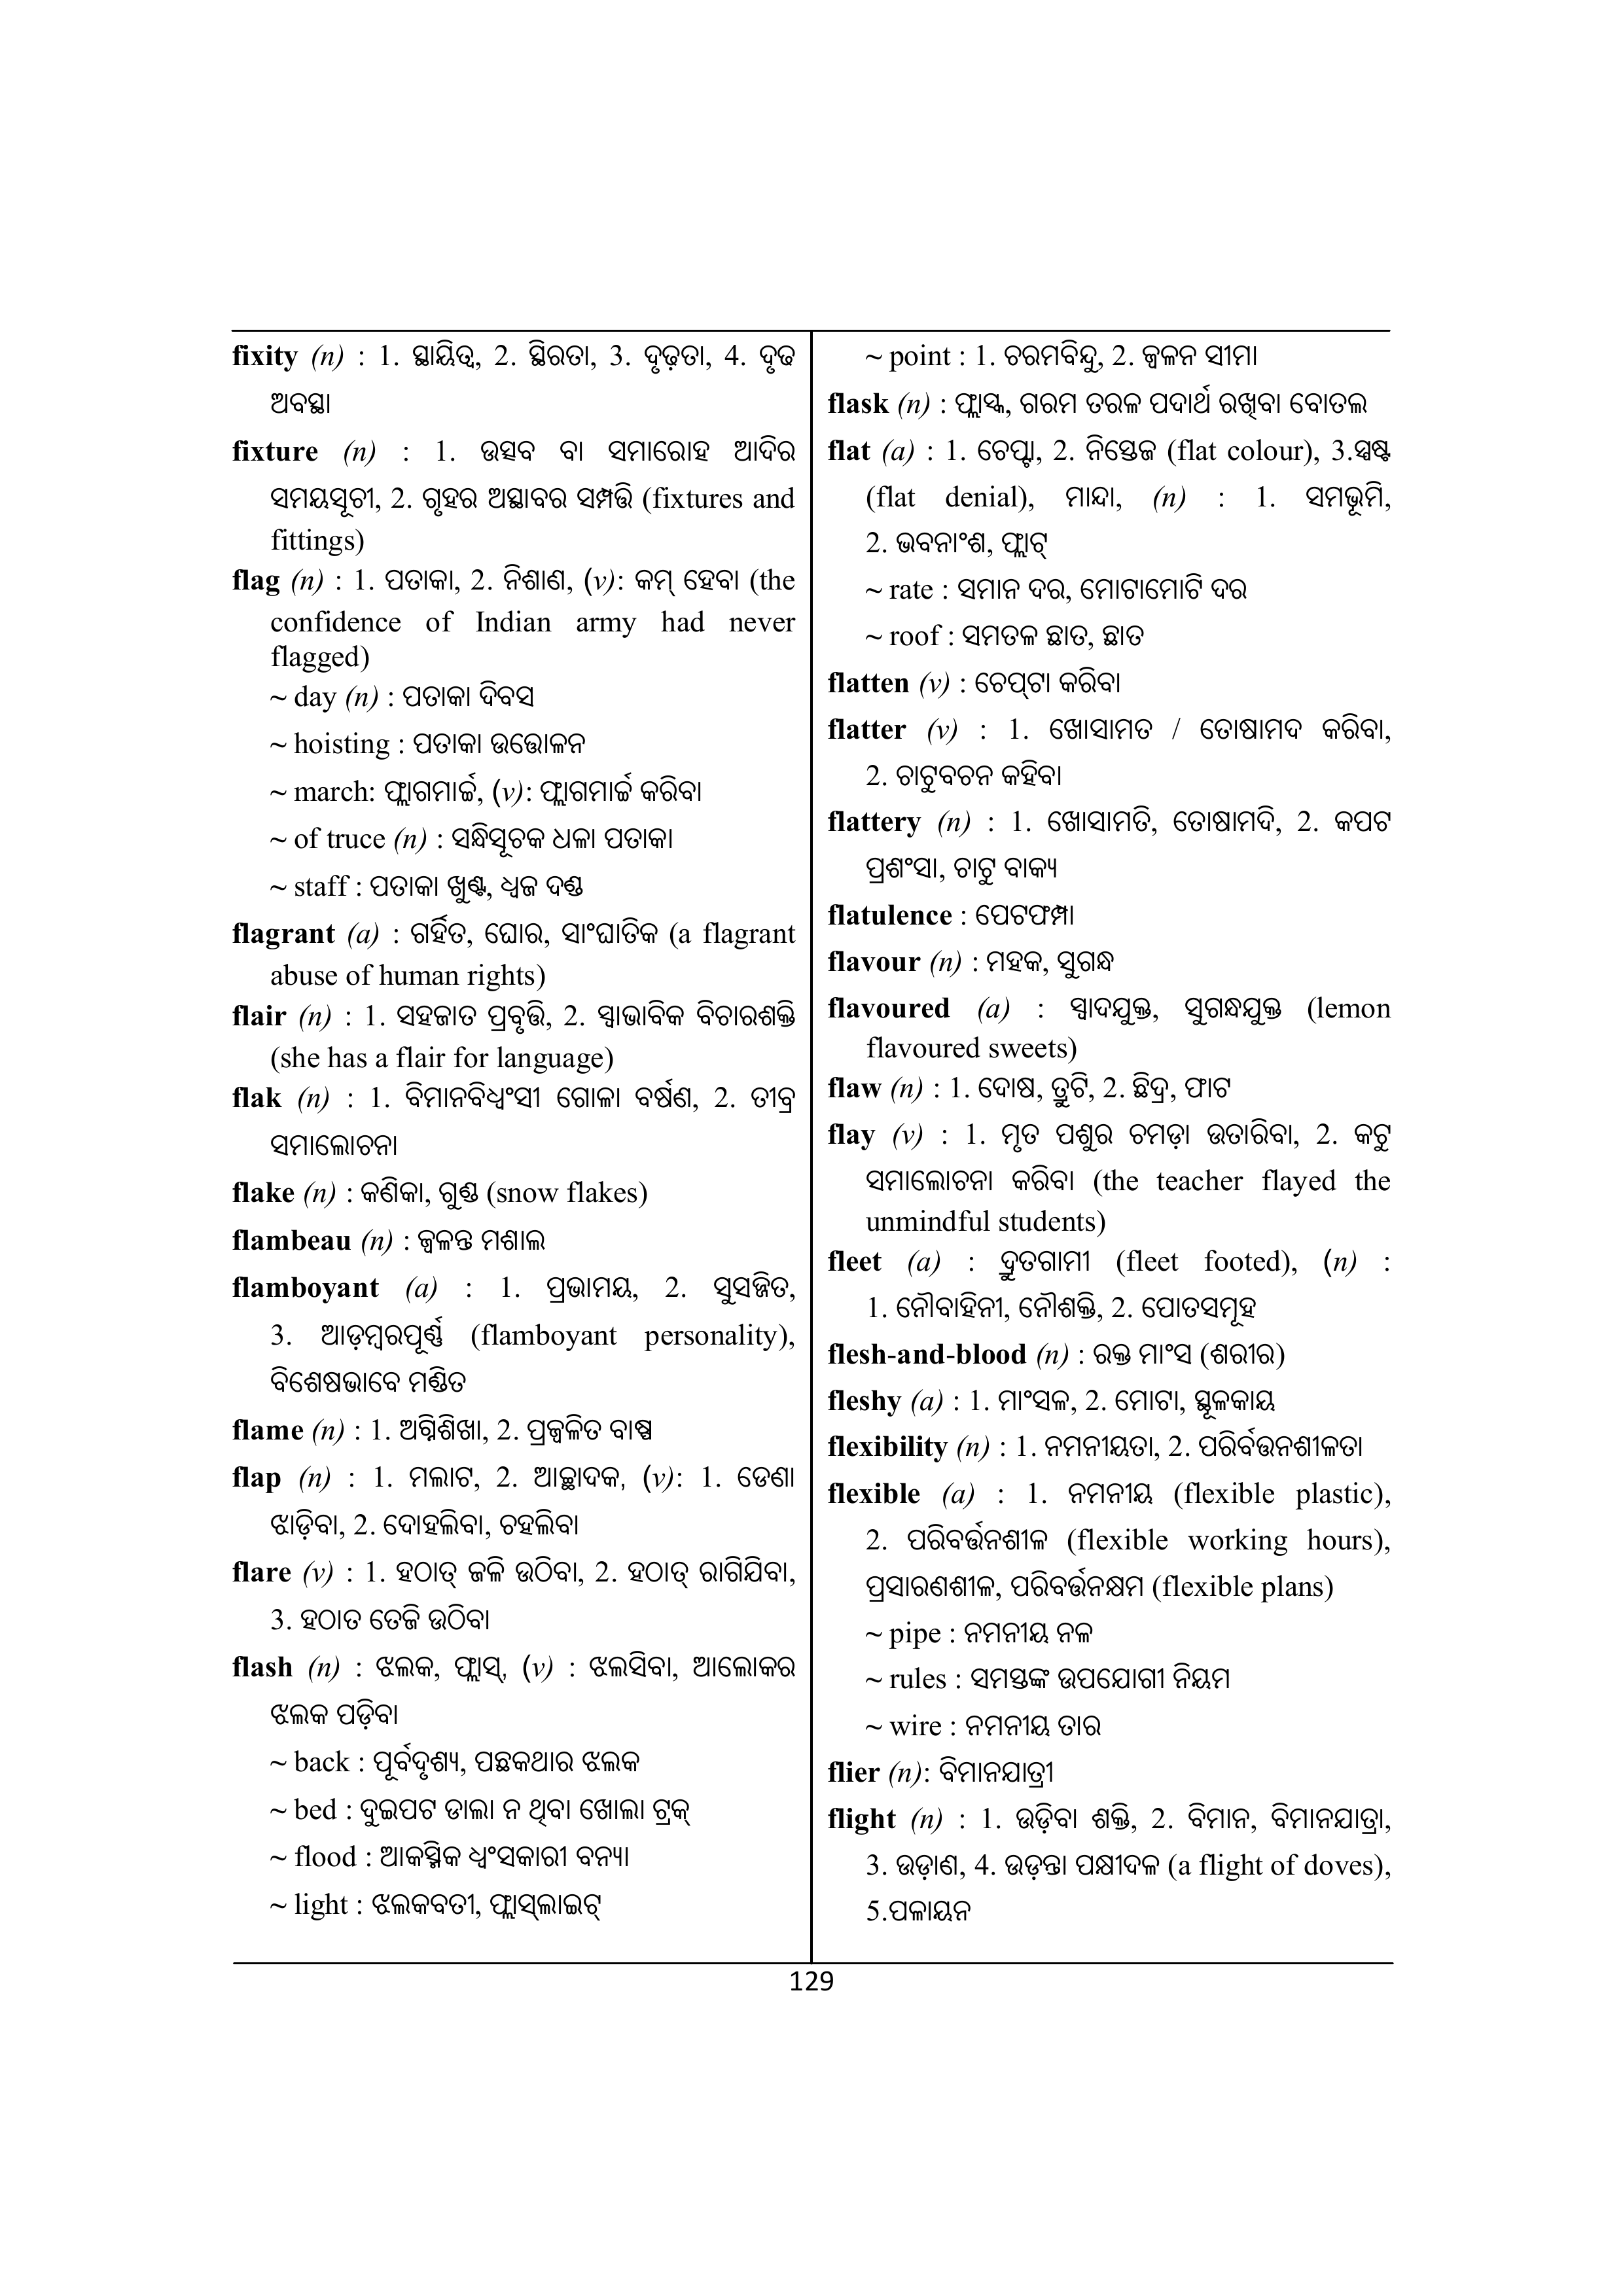 fixity (n) : 1. ସ୍ଥାୟିତ୍ୱ, 2. ସ୍ଥିରତା, 3. ଦୃଢ଼ତା, 4. ଦୃଢ
ଅବସ୍ଥା
fixture (n) : 1. ଉତ୍ସବ ବା ସମାରୋହ ଆଦିର
ସମୟସୂଚୀ, 2. ଗୃହର ଅସ୍ଥାବର ସମ୍ପତ୍ତି (fixtures and
fittings)
flag (n) : 1. ପତାକା, 2. ନିଶାଣ, (v): କମ୍ ହେବା (the
confidence of Indian army had never
flagged)
~ day (n) : ପତାକା ଦିବସ
~ hoisting : ପତାକା ଉତ୍ତୋଳନ
~ march: ଫ୍ଲାଗମାର୍ଚ୍ଚ, (v): ଫ୍ଲାଗମାର୍ଚ୍ଚ କରିବା
~ of truce (n) : ସନ୍ଧିସୂଚକ ଧଳା ପତାକା
~ staff : ପତାକା ଖୁଣ୍ଟ, ଧ୍ୱଜ ଦଣ୍ଡ
flagrant (a) : ଗର୍ହିତ, ଘୋର, ସାଂଘାତିକ (a flagrant
abuse of human rights)
flair (n) : 1. ସହଜାତ ପ୍ରବୃତ୍ତି, 2. ସ୍ୱାଭାବିକ ବିଚାରଶକ୍ତି
(she has a flair for language)
flak (n) : 1. ବିମାନବିଧ୍ୱଂସୀ ଗୋଳା ବର୍ଷଣ, 2. ତୀବ୍ର
ସମାଲୋଚନା
flake (n) : କଣିକା, ଗୁଣ୍ଡ (snow flakes)
flambeau (n) : ଜ୍ୱଳନ୍ତ ମଶାଲ
flamboyant (a) : 1. ପ୍ରଭାମୟ, 2. ସୁସଜ୍ଜିତ,
3. ଆଡ଼ମ୍ବରପୂର୍ଣ୍ଣ (flamboyant personality),
ବିଶେଷଭାବେ ମଣ୍ଡିତ
flame (n) : 1. ଅଗ୍ନିଶିଖା, 2. ପ୍ରଜ୍ୱଳିତ ବାଷ୍ପ
flap (n) : 1. ମଲାଟ, 2. ଆଚ୍ଛାଦକ, (v): 1. ଡେଣା
ଝାଡ଼ିବା, 2. ଦୋହଲିବା, ଚହଲିବା
flare (v) : 1. ହଠାତ୍ ଜଳି ଉଠିବା, 2. ହଠାତ୍ ରାଗିଯିବା,
3. ହଠାତ ତେଜି ଉଠିବା
flash (n) : ଝଲକ, ଫ୍ଲାସ୍, (v) : ଝଲସିବା, ଆଲୋକର
ଝଲକ ପଡ଼ିବା
~ back : ପୂର୍ବଦୃଶ୍ୟ, ପଛକଥାର ଝଲକ
~ bed : ଦୁଇପଟ ଡାଲା ନ ଥିବା ଖୋଲା ଟ୍ରକ୍
~ flood : ଆକସ୍ମିକ ଧ୍ୱଂସକାରୀ ବନ୍ୟା
~ light : ଝଲକବତୀ, ଫ୍ଲାସ୍‌ଲାଇଟ୍
~ point : 1. ଚରମବିନ୍ଦୁ, 2. ଜ୍ୱଳନ ସୀମା
flask (n) : ଫ୍ଲାସ୍କ, ଗରମ ତରଳ ପଦାର୍ଥ ରଖିବା ବୋତଲ
flat (a) : 1. ଚେପ୍ଟା, 2. ନିସ୍ତେଜ (flat colour), 3.ସ୍ପଷ୍ଟ
(flat denial), ମାନ୍ଦା, (n) : 1. ସମଭୂମି,
2. ଭବନାଂଶ, ଫ୍ଲାଟ୍
~ rate : ସମାନ ଦର, ମୋଟାମୋଟି ଦର
~ roof : ସମତଳ ଛାତ, ଛାତ
flatten (v) : ଚେପ୍‌ଟା କରିବା
flatter (v) : 1. ଖୋସାମତ / ତୋଷାମଦ କରିବା,
2. ଚାଟୁବଚନ କହିବା
flattery (n) : 1. ଖୋସାମତି, ତୋଷାମଦି, 2. କପଟ
ପ୍ରଶଂସା, ଚାଟୁ ବାକ୍ୟ
flatulence : ପେଟଫମ୍ପା
flavour (n) : ମହକ, ସୁଗନ୍ଧ
flavoured (a) : ସ୍ୱାଦଯୁକ୍ତ, ସୁଗନ୍ଧଯୁକ୍ତ (lemon
flavoured sweets)
flaw (n) : 1. ଦୋଷ, ତ୍ରୁଟି, 2. ଛିଦ୍ର, ଫାଟ
flay (v) : 1. ମୃତ ପଶୁର ଚମଡ଼ା ଉତାରିବା, 2. କଟୁ
ସମାଲୋଚନା କରିବା (the teacher flayed the
unmindful students)
fleet (a) : ଦ୍ରୁତଗାମୀ (fleet footed), (n) :
1. ନୌବାହିନୀ, ନୌଶକ୍ତି, 2. ପୋତସମୂହ
flesh-and-blood (n) : ରକ୍ତ ମାଂସ (ଶରୀର)
fleshy (a) : 1. ମାଂସଳ, 2. ମୋଟା, ସ୍ଥୂଳକାୟ
flexibility (n) : 1. ନମନୀୟତା, 2. ପରିର୍ବତ୍ତନଶୀଳତା
flexible (a) : 1. ନମନୀୟ (flexible plastic),
2. ପରିବର୍ତ୍ତନଶୀଳ (flexible working hours),
ପ୍ରସାରଣଶୀଳ, ପରିବର୍ତ୍ତନକ୍ଷମ (flexible plans)
~ pipe : ନମନୀୟ ନଳ
~ rules : ସମସ୍ତଙ୍କ ଉପଯୋଗୀ ନିୟମ
~ wire : ନମନୀୟ ତାର
flier (n): ବିମାନଯାତ୍ରୀ
flight (n) : 1. ଉଡ଼ିବା ଶକ୍ତି, 2. ବିମାନ, ବିମାନଯାତ୍ରା,
3. ଉଡ଼ାଣ, 4. ଉଡ଼ନ୍ତା ପକ୍ଷୀଦଳ (a flight of doves),
5.ପଳାୟନ
129